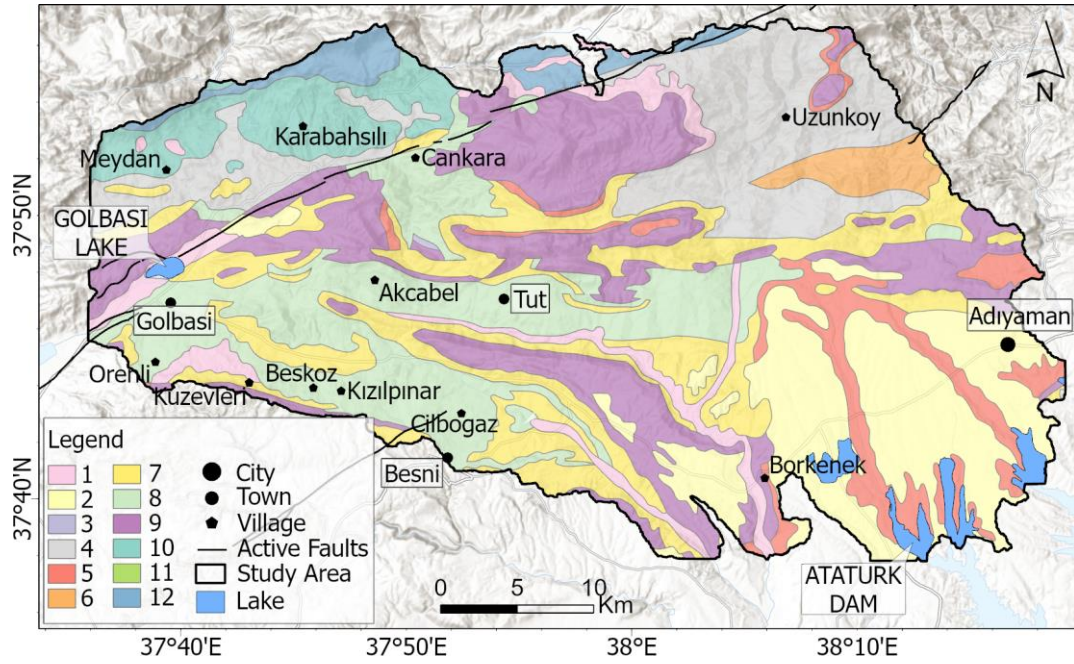 N
Uzunkoy
Karabahsılı
Meydan
Cankara
37°50'N
GOLBASI
LAKE
Akcabel
Tut
Golbasi
Adıyaman
Orenli
Beskoz
Kuzevleri
Kızılpınar
Cilbogaz
Besni
Borkenek
37°40'N
Legend
1 7 City
2 8 Town
3 9 Village
4 10 Active Faults
5 11 Study Area
6 12 Lake
0 5 10
Km
ATATURK
DAM
37°40'E 37°50'E 38°E 38°10'E